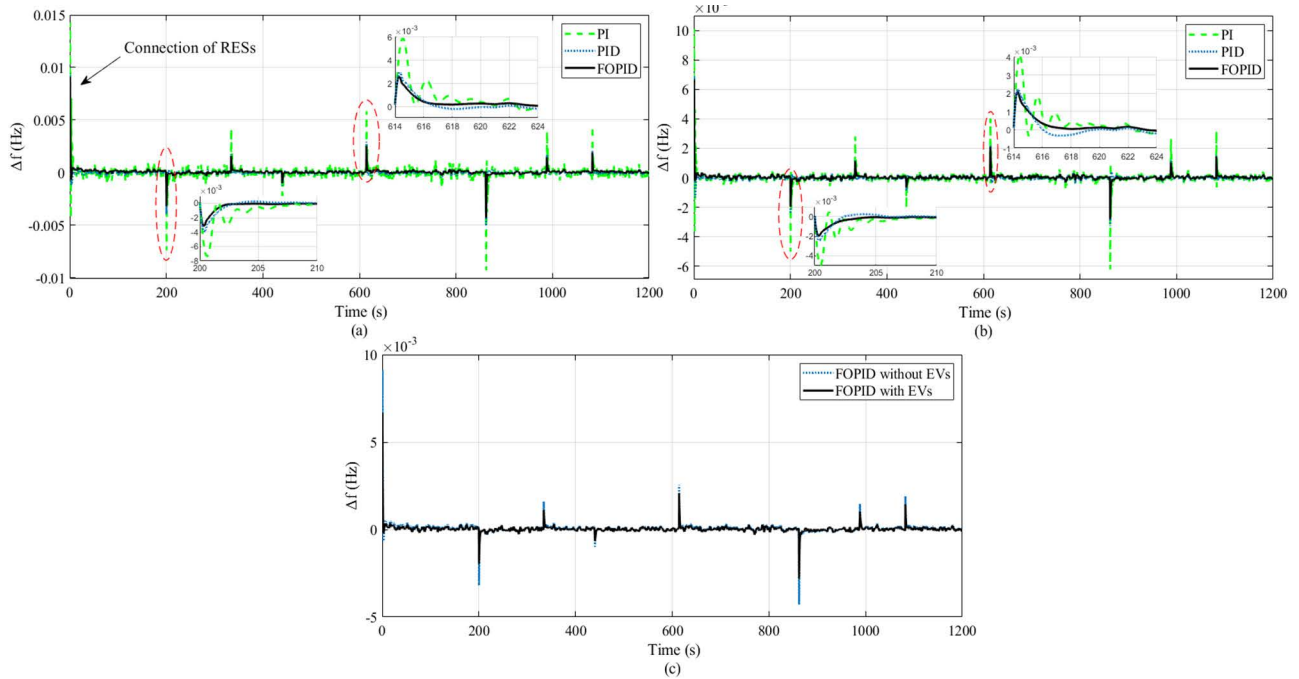 0.015
0.01
0.005
0
-0.005
-0.01
Δf (Hz)
Connection of RESs
PI
PID
FOPID
×10⁻³
6
4
2
0
614 616 618 620 622 624
×10⁻³
0
-2
-4
-6
-8
200 205 210
0 200 400 600 800 1000 1200
Time (s)
(a)
10
8
6
4
2
0
-2
-4
-6
Δf (Hz)
PI
PID
FOPID
×10⁻³
4
3
2
1
0
-1
614 616 618 620 622 624
×10⁻³
0
-2
-4
200 205 210
0 200 400 600 800 1000 1200
Time (s)
(b)
×10⁻³
10
5
0
-5
Δf (Hz)
FOPID without EVs
FOPID with EVs
0 200 400 600 800 1000 1200
Time (s)
(c)